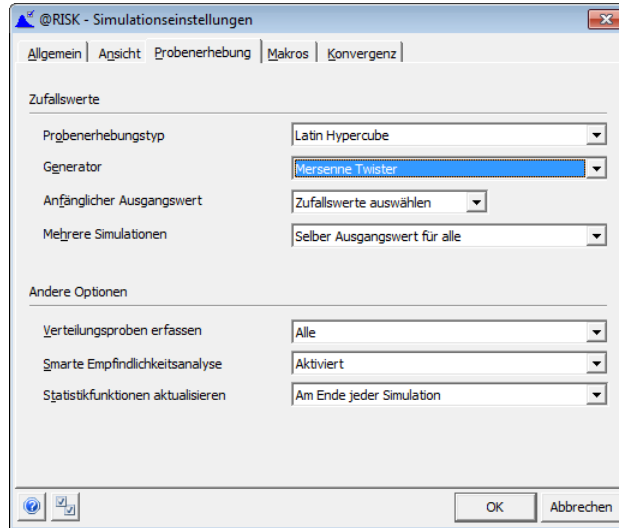 @RISK - Simulationseinstellungen
Allgemein Ansicht Probenerhebung Makros Konvergenz
Zufallswerte
Probenerhebungstyp Latin Hypercube
Generator Mersenne Twister
Anfänglicher Ausgangswert Zufallswerte auswählen
Mehrere Simulationen Selber Ausgangswert für alle
Andere Optionen
Verteilungsproben erfassen Alle
Smarte Empfindlichkeitsanalyse Aktiviert
Statistikfunktionen aktualisieren Am Ende jeder Simulation
OK Abbrechen